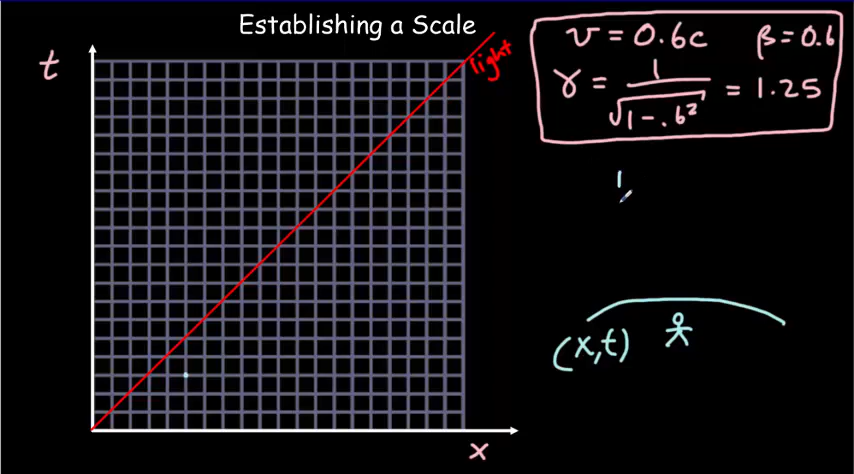 Establishing a Scale
t
light
x
v = 0.6c β = 0.6
γ = 1 / √1 - .6² = 1.25
1
(x,t)